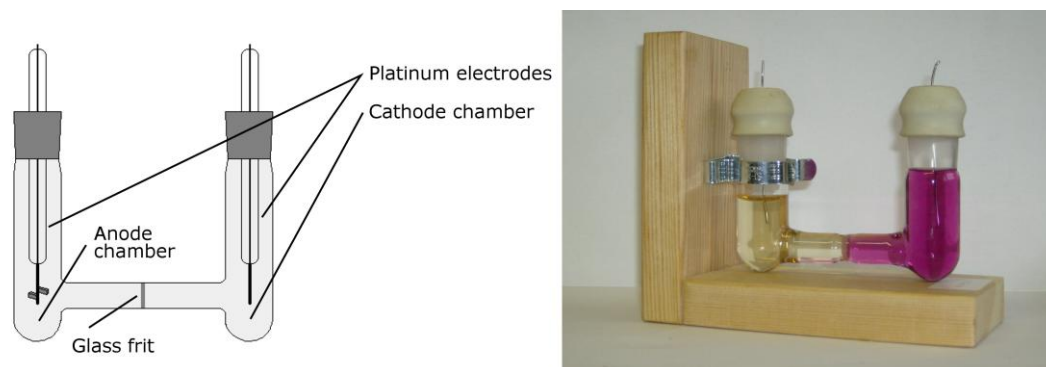 Platinum electrodes
Cathode chamber
Anode
chamber
Glass frit